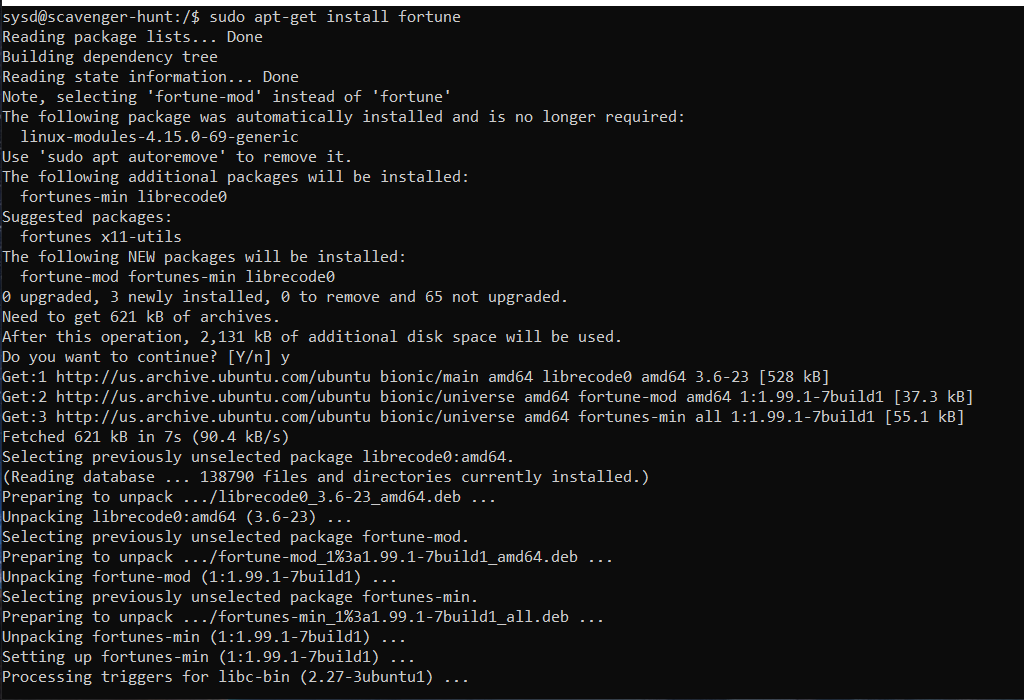 sysd@scavenger-hunt:/$ sudo apt-get install fortune
Reading package lists... Done
Building dependency tree
Reading state information... Done
Note, selecting 'fortune-mod' instead of 'fortune'
The following package was automatically installed and is no longer required:
  linux-modules-4.15.0-69-generic
Use 'sudo apt autoremove' to remove it.
The following additional packages will be installed:
  fortunes-min librecode0
Suggested packages:
  fortunes x11-utils
The following NEW packages will be installed:
  fortune-mod fortunes-min librecode0
0 upgraded, 3 newly installed, 0 to remove and 65 not upgraded.
Need to get 621 kB of archives.
After this operation, 2,131 kB of additional disk space will be used.
Do you want to continue? [Y/n] y
Get:1 http://us.archive.ubuntu.com/ubuntu bionic/main amd64 librecode0 amd64 3.6-23 [528 kB]
Get:2 http://us.archive.ubuntu.com/ubuntu bionic/universe amd64 fortune-mod amd64 1:1.99.1-7build1 [37.3 kB]
Get:3 http://us.archive.ubuntu.com/ubuntu bionic/universe amd64 fortunes-min all 1:1.99.1-7build1 [55.1 kB]
Fetched 621 kB in 7s (90.4 kB/s)
Selecting previously unselected package librecode0:amd64.
(Reading database ... 138790 files and directories currently installed.)
Preparing to unpack .../librecode0_3.6-23_amd64.deb ...
Unpacking librecode0:amd64 (3.6-23) ...
Selecting previously unselected package fortune-mod.
Preparing to unpack .../fortune-mod_1%3a1.99.1-7build1_amd64.deb ...
Unpacking fortune-mod (1:1.99.1-7build1) ...
Selecting previously unselected package fortunes-min.
Preparing to unpack .../fortunes-min_1%3a1.99.1-7build1_all.deb ...
Unpacking fortunes-min (1:1.99.1-7build1) ...
Setting up fortunes-min (1:1.99.1-7build1) ...
Processing triggers for libc-bin (2.27-3ubuntu1) ...